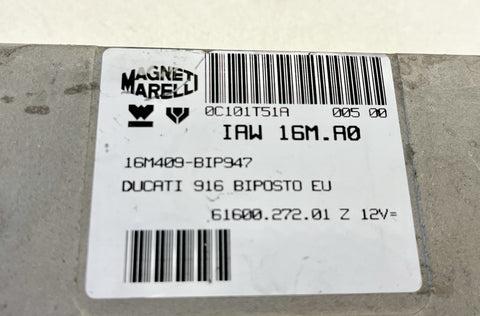 MAGNETI
MARELLI
0C101T51A 005 00
IAW 16M.A0
16M409-BIP947
DUCATI 916 BIPOSTO EU
61600.272.01 Z 12V=